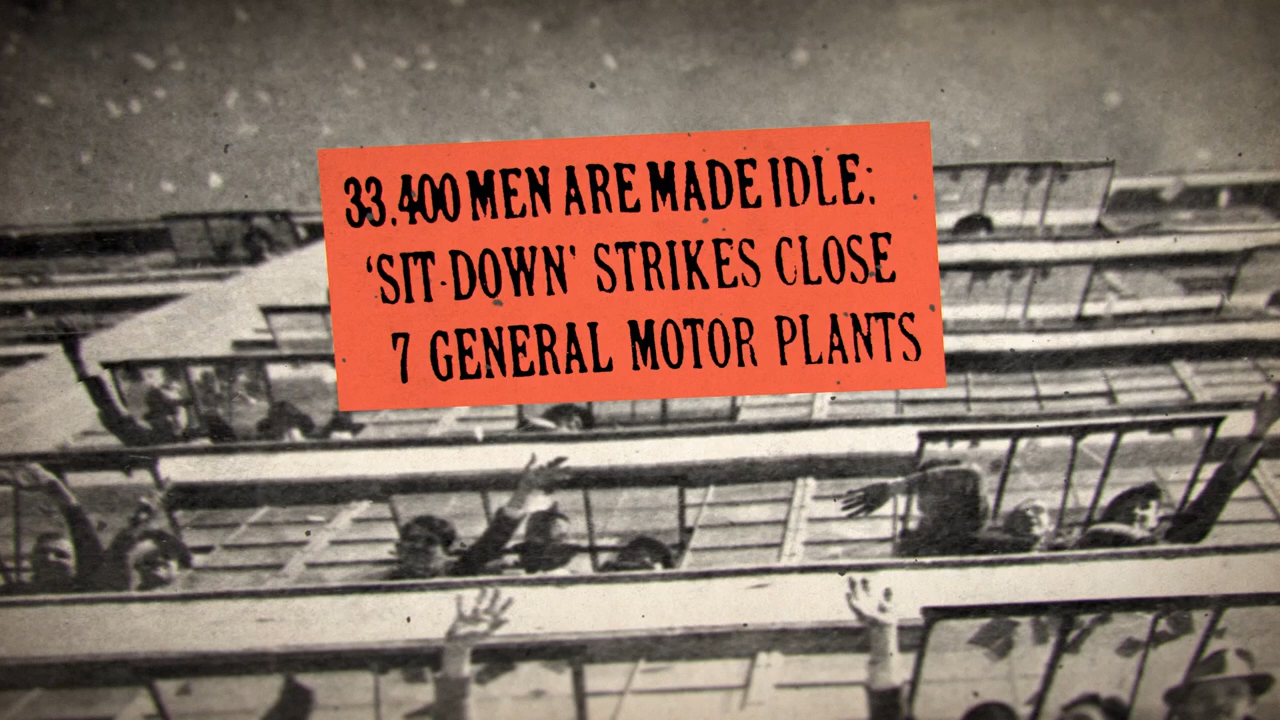 33,400 MEN ARE MADE IDLE:
'SIT-DOWN' STRIKES CLOSE
7 GENERAL MOTOR PLANTS